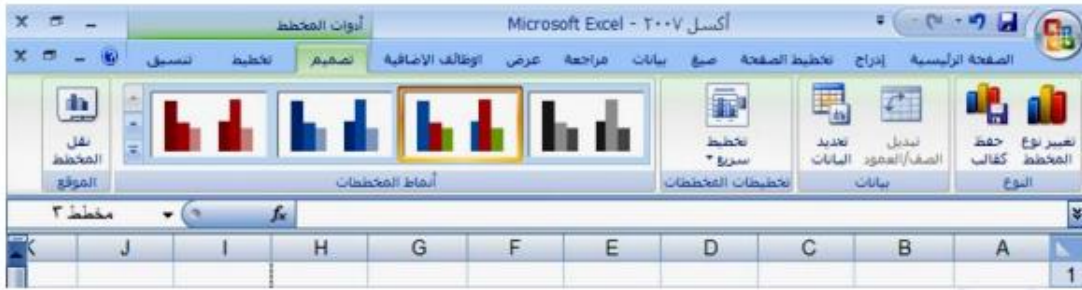 أكسل ٢٠٠٧ - Microsoft Excel أدوات المخطط
الصفحة الرئيسية إدراج تخطيط الصفحة صيغ بيانات مراجعة عرض الوظائف الإضافية تصميم تخطيط تنسيق
تغيير نوع المخطط
حفظ كقالب
تبديل الصف/العمود
تحديد البيانات
تخطيط سريع
نقل المخطط
النوع بيانات تخطيطات المخططات أنماط المخططات الموقع
مخطط ٣ fx
A B C D E F G H I J K
1